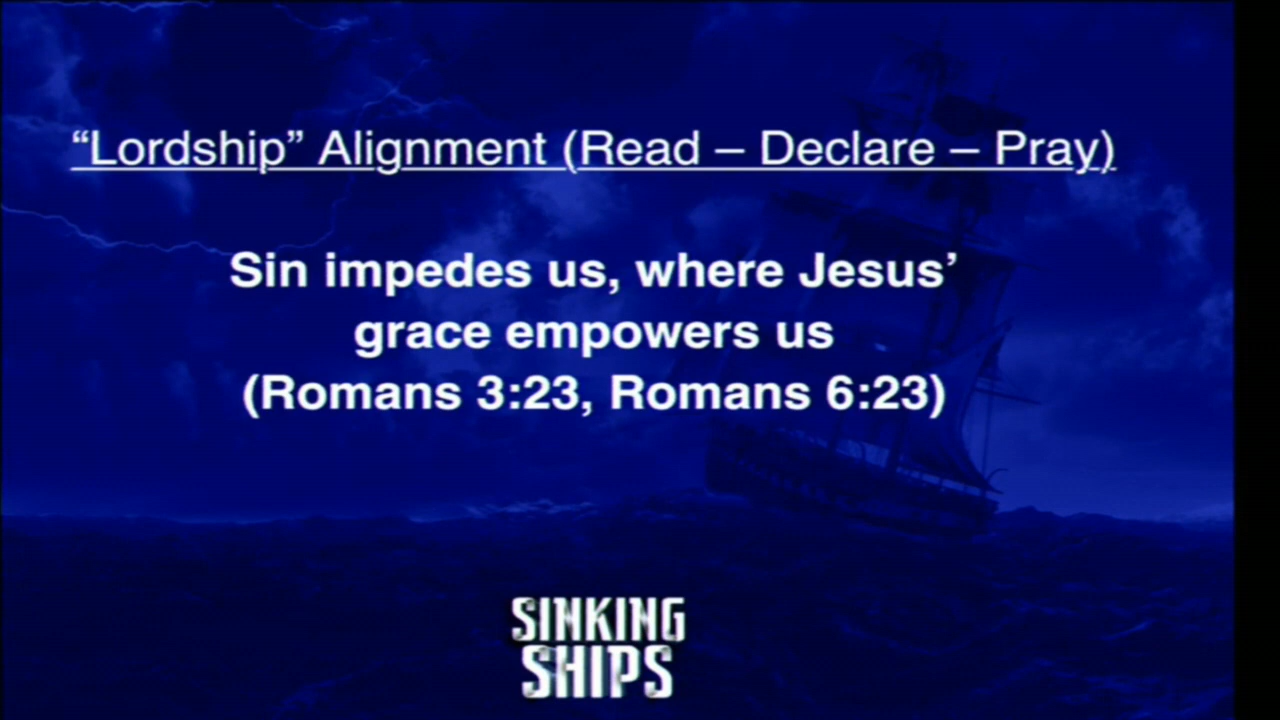 “Lordship” Alignment (Read – Declare – Pray)
Sin impedes us, where Jesus’
grace empowers us
(Romans 3:23, Romans 6:23)
SINKING
SHIPS